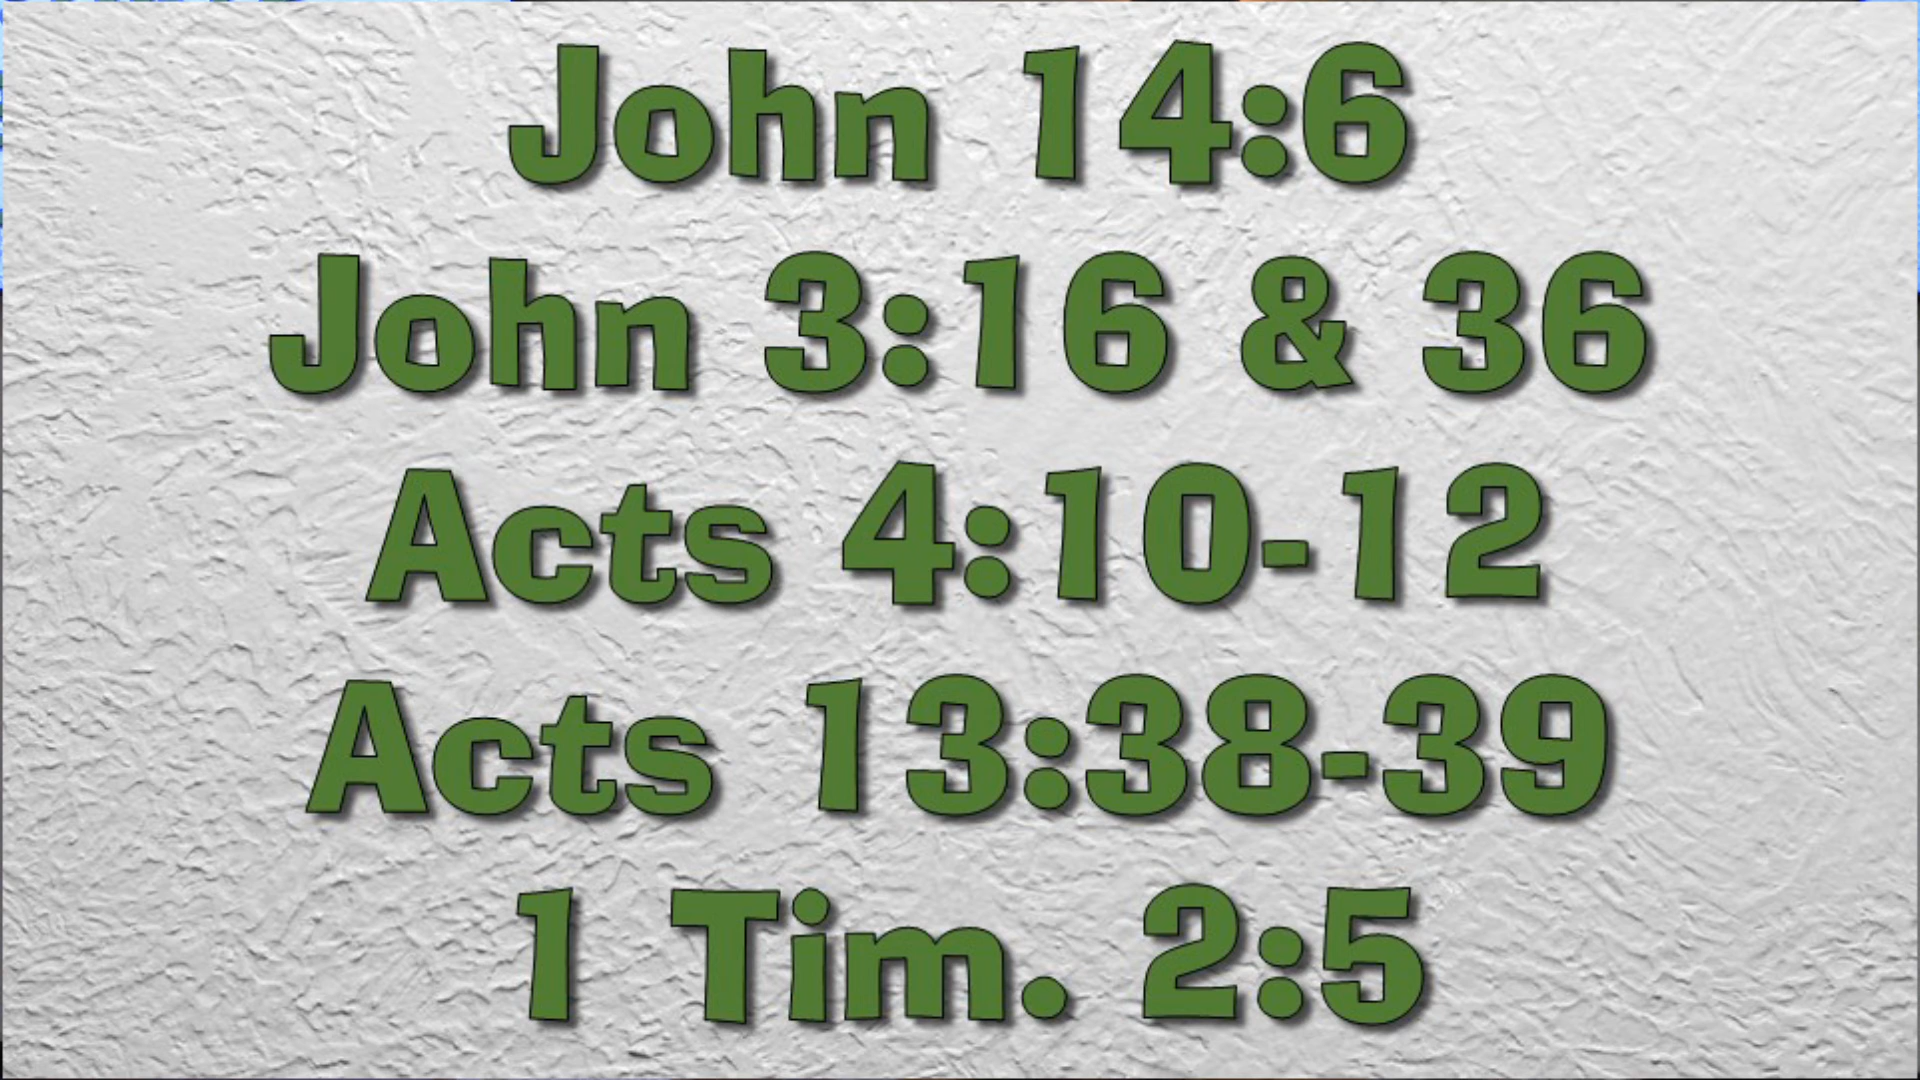 John 14:6
John 3:16 & 36
Acts 4:10-12
Acts 13:38-39
1 Tim. 2:5